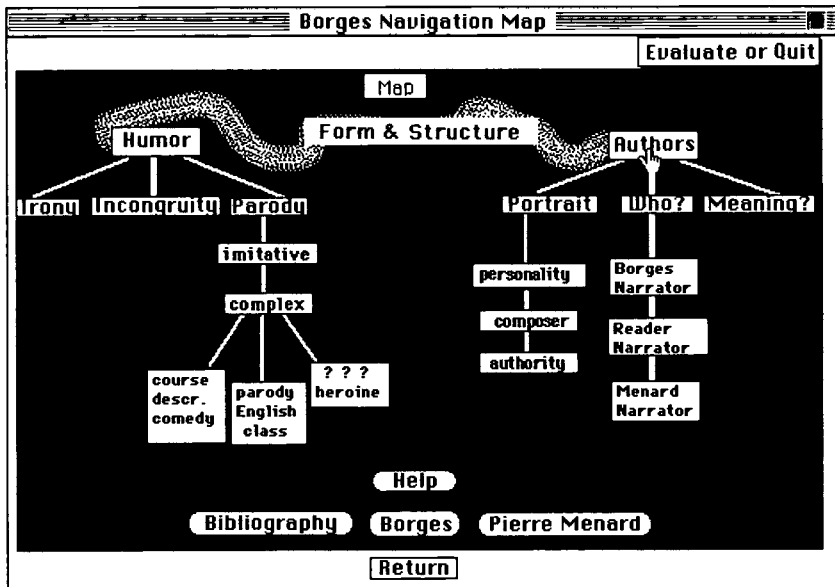 Borges Navigation Map
Evaluate or Quit
Map
Humor
Form & Structure
Authors
Irony
Incongruity
Parody
Portrait
Who?
Meaning?
imitative
complex
course
descr.
comedy
parody
English
class
? ? ?
heroine
personality
composer
authority
Borges
Narrator
Reader
Narrator
Menard
Narrator
Help
Bibliography
Borges
Pierre Menard
Return